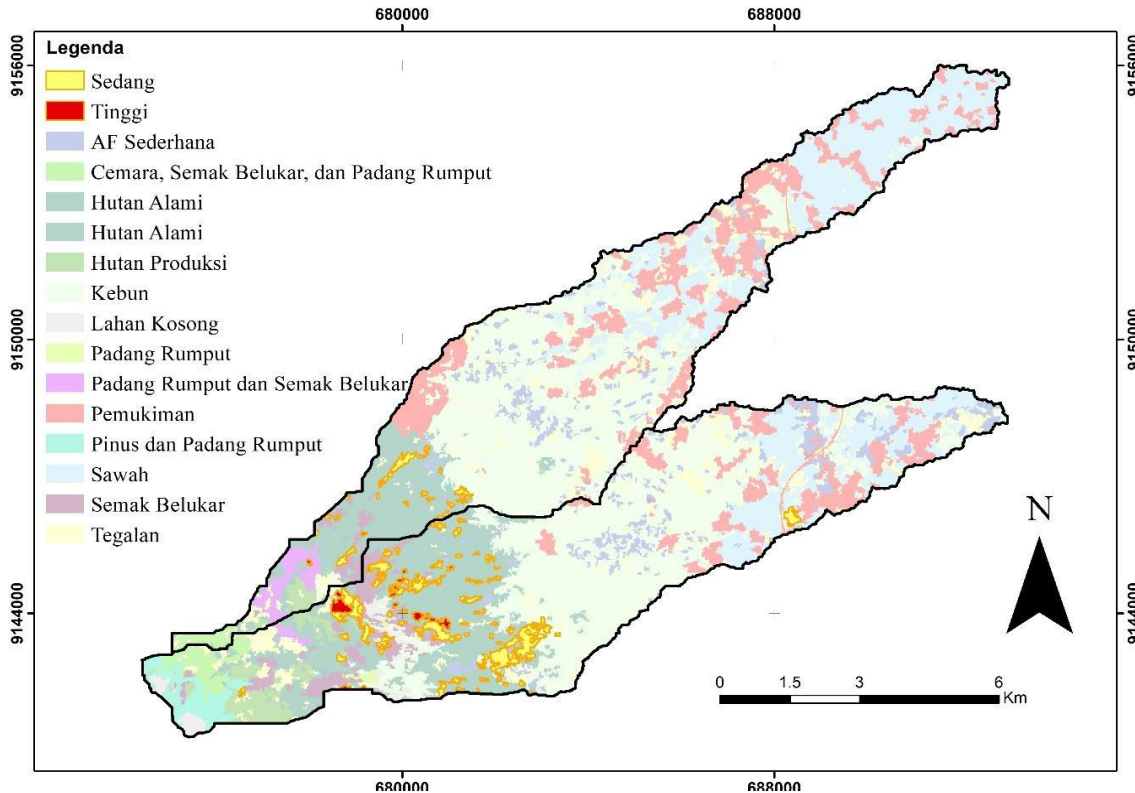 680000
688000
9156000
9156000
Legenda
Sedang
Tinggi
AF Sederhana
Cemara, Semak Belukar, dan Padang Rumput
Hutan Alami
Hutan Alami
Hutan Produksi
Kebun
Lahan Kosong
Padang Rumput
Padang Rumput dan Semak Belukar
Pemukiman
Pinus dan Padang Rumput
Sawah
Semak Belukar
Tegalan
9150000
9150000
N
9144000
9144000
0
1.5
3
6
Km
680000
688000